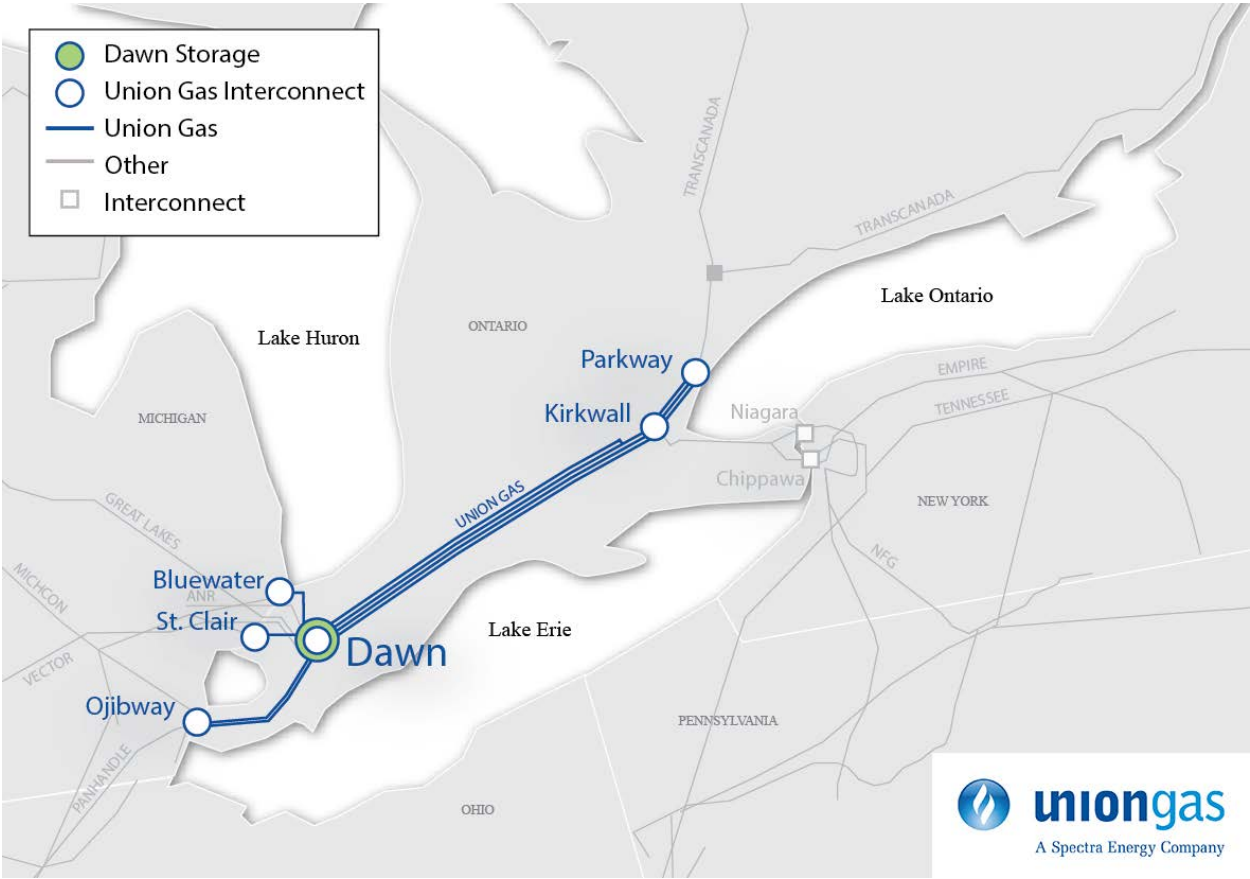 Dawn Storage
Union Gas Interconnect
Union Gas
Other
Interconnect
TRANSCANADA
TRANSCANADA
Lake Ontario
Lake Huron
ONTARIO
Parkway
EMPIRE
Kirkwall
Niagara
TENNESSEE
MICHIGAN
Chippawa
UNION GAS
NEW YORK
GREAT LAKES
NFG
MICHCON
Bluewater
ANR
St. Clair
Lake Erie
Dawn
VECTOR
Ojibway
PENNSYLVANIA
PANHANDLE
OHIO
uniongas
A Spectra Energy Company